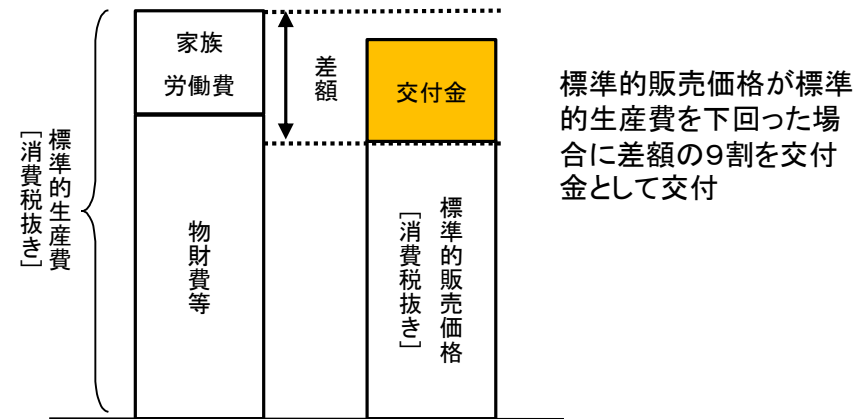 標準的生産費
［消費税抜き］
家族
労働費
物財費等
差額
交付金
標準的販売価格
［消費税抜き］
標準的販売価格が標準
的生産費を下回った場
合に差額の９割を交付
金として交付